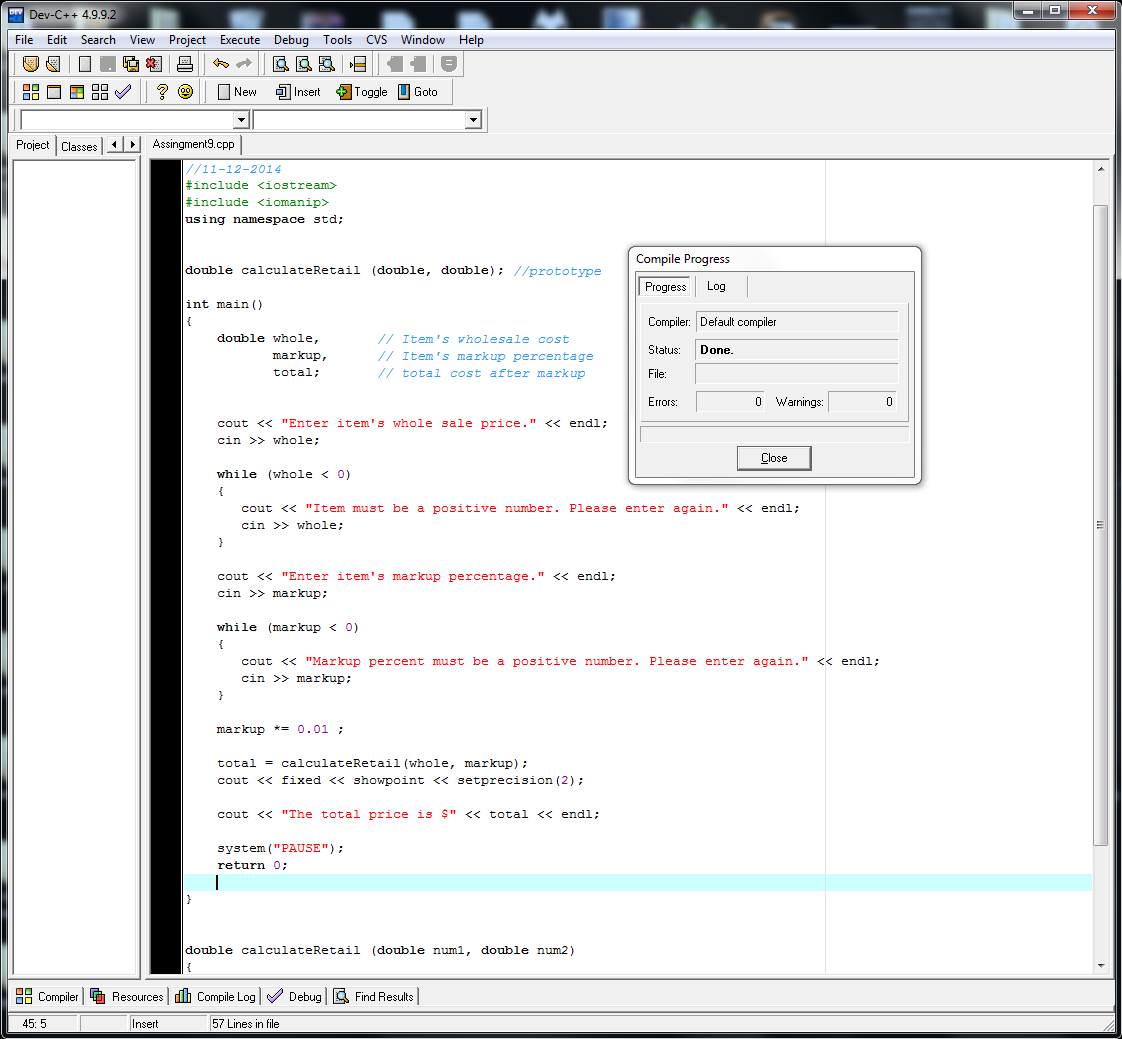 Dev-C++ 4.9.9.2
File Edit Search View Project Execute Debug Tools CVS Window Help
New Insert Toggle Goto
Project Classes Assingment9.cpp
//11-12-2014
#include <iostream>
#include <iomanip>
using namespace std;
double calculateRetail (double, double); //prototype
int main()
{
double whole, // Item's wholesale cost
markup, // Item's markup percentage
total; // total cost after markup
cout << "Enter item's whole sale price." << endl;
cin >> whole;
while (whole < 0)
{
cout << "Item must be a positive number. Please enter again." << endl;
cin >> whole;
}
cout << "Enter item's markup percentage." << endl;
cin >> markup;
while (markup < 0)
{
cout << "Markup percent must be a positive number. Please enter again." << endl;
cin >> markup;
}
markup *= 0.01 ;
total = calculateRetail(whole, markup);
cout << fixed << showpoint << setprecision(2);
cout << "The total price is $" << total << endl;
system("PAUSE");
return 0;
}
double calculateRetail (double num1, double num2)
{
Compile Progress
Progress Log
Compiler: Default compiler
Status: Done.
File:
Errors: 0 Warnings: 0
Close
Compiler Resources Compile Log Debug Find Results
45: 5 Insert 57 Lines in file